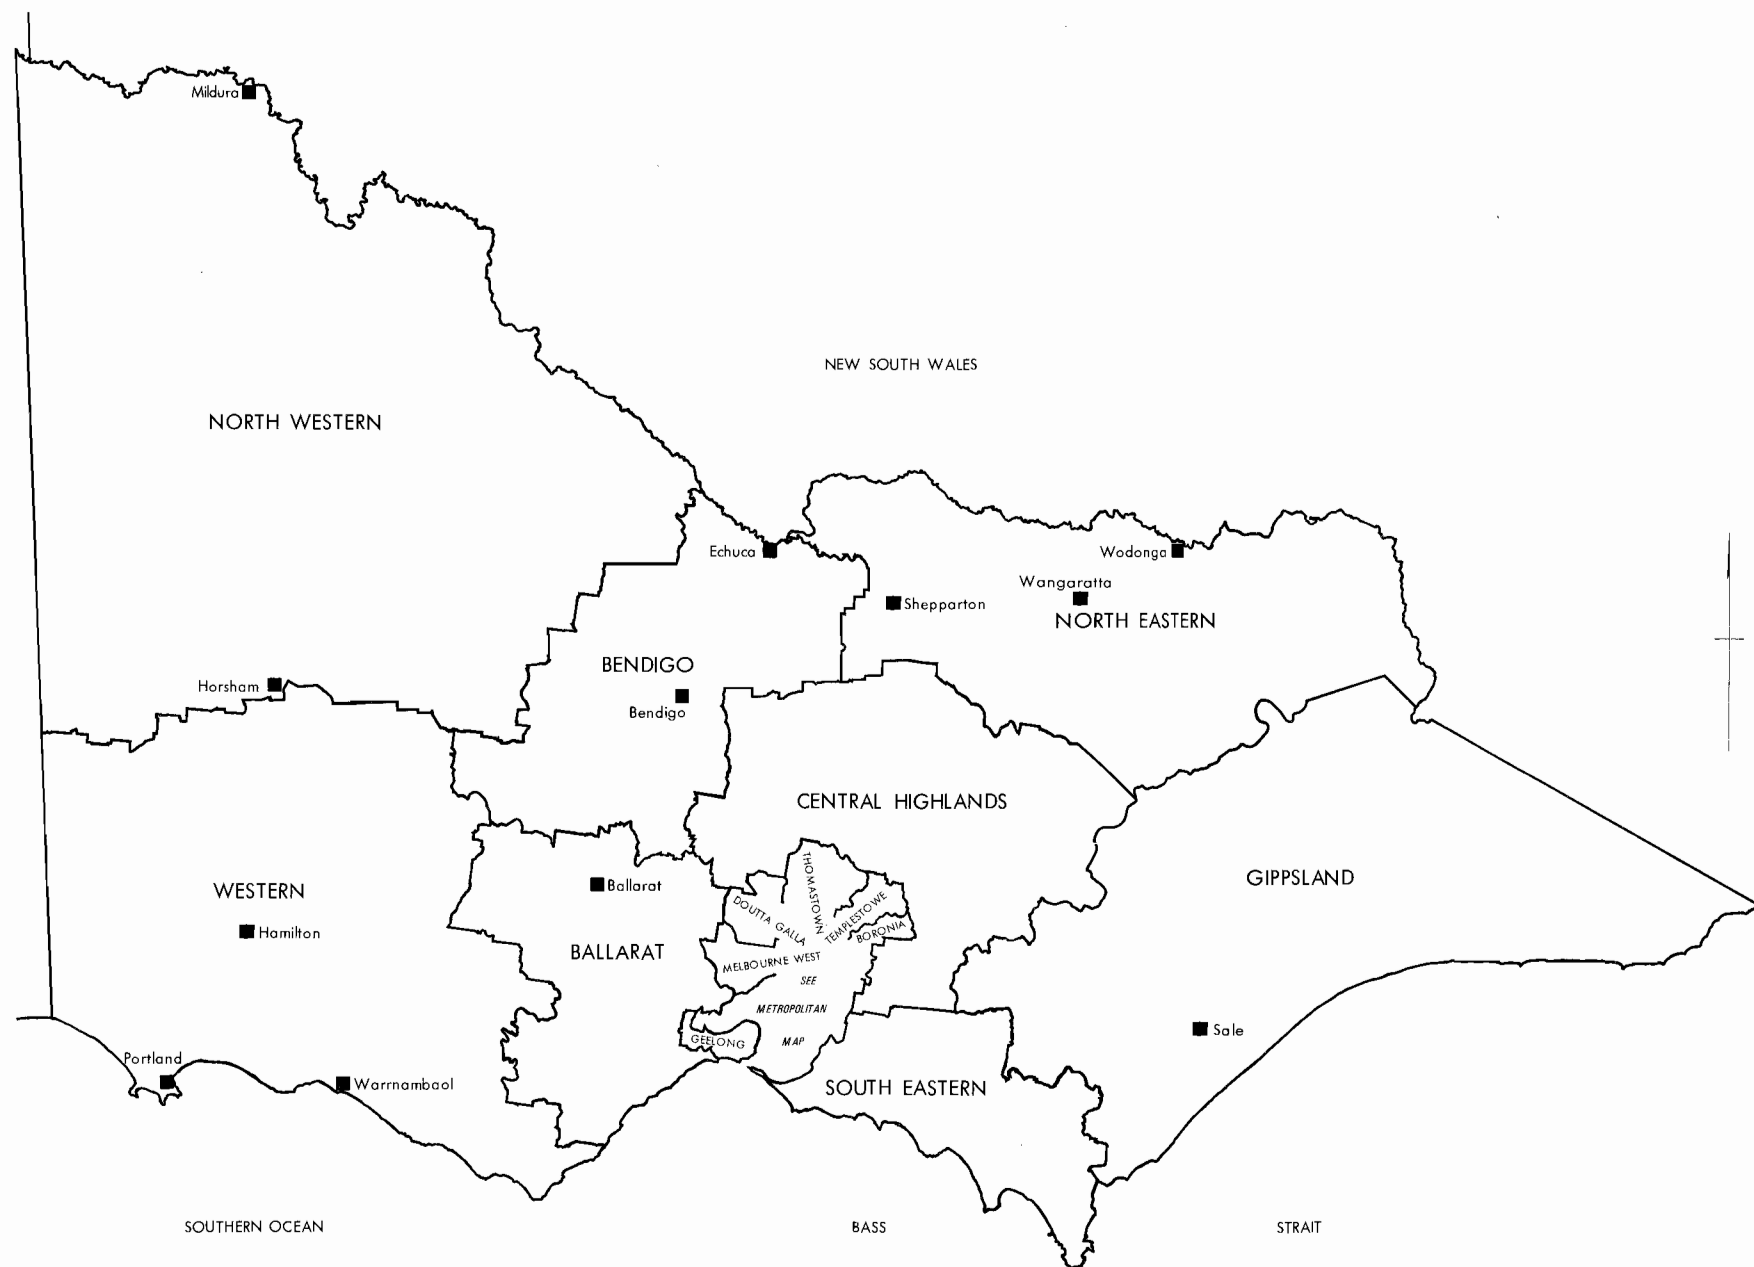 Mildura
NEW SOUTH WALES
NORTH WESTERN
Echuca
Wodonga
Wangaratta
Shepparton
NORTH EASTERN
BENDIGO
Horsham
Bendigo
CENTRAL HIGHLANDS
THOMASTOWN
GIPPSLAND
WESTERN
Ballarat
DOUTTA GALLA
TEMPLESTOWE
BORONIA
Hamilton
BALLARAT
MELBOURNE WEST
SEE
METROPOLITAN
MAP
GEELONG
Sale
Portland
Warrnambaol
SOUTH EASTERN
SOUTHERN OCEAN
BASS
STRAIT